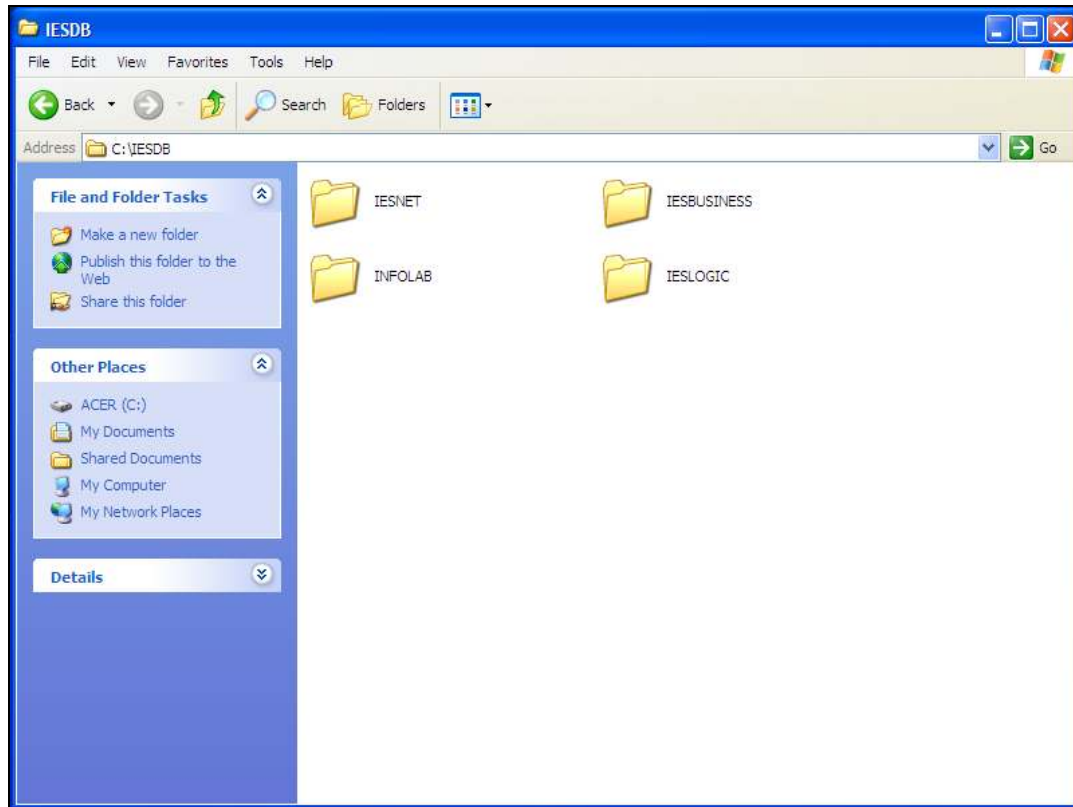 IESDB
File Edit View Favorites Tools Help
Back Search Folders
Address C:\IESDB Go
File and Folder Tasks
Make a new folder
Publish this folder to the
Web
Share this folder
Other Places
ACER (C:)
My Documents
Shared Documents
My Computer
My Network Places
Details
IESNET IESBUSINESS
INFOLAB IESLOGIC